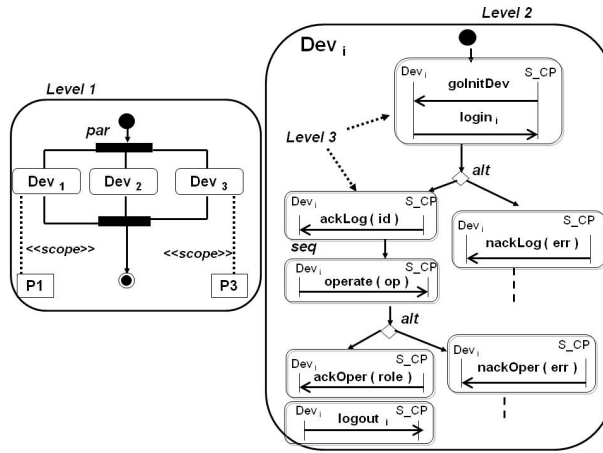 Level 1
par
Dev 1
Dev 2
Dev 3
<<scope>>
<<scope>>
P1
P3
Level 2
Dev i
Dev i
S_CP
goInitDev
login i
Level 3
alt
Dev i
S_CP
ackLog ( id )
Dev i
S_CP
nackLog ( err )
seq
Dev i
S_CP
operate ( op )
alt
Dev i
S_CP
ackOper ( role )
Dev i
S_CP
nackOper ( err )
Dev i
S_CP
logout i